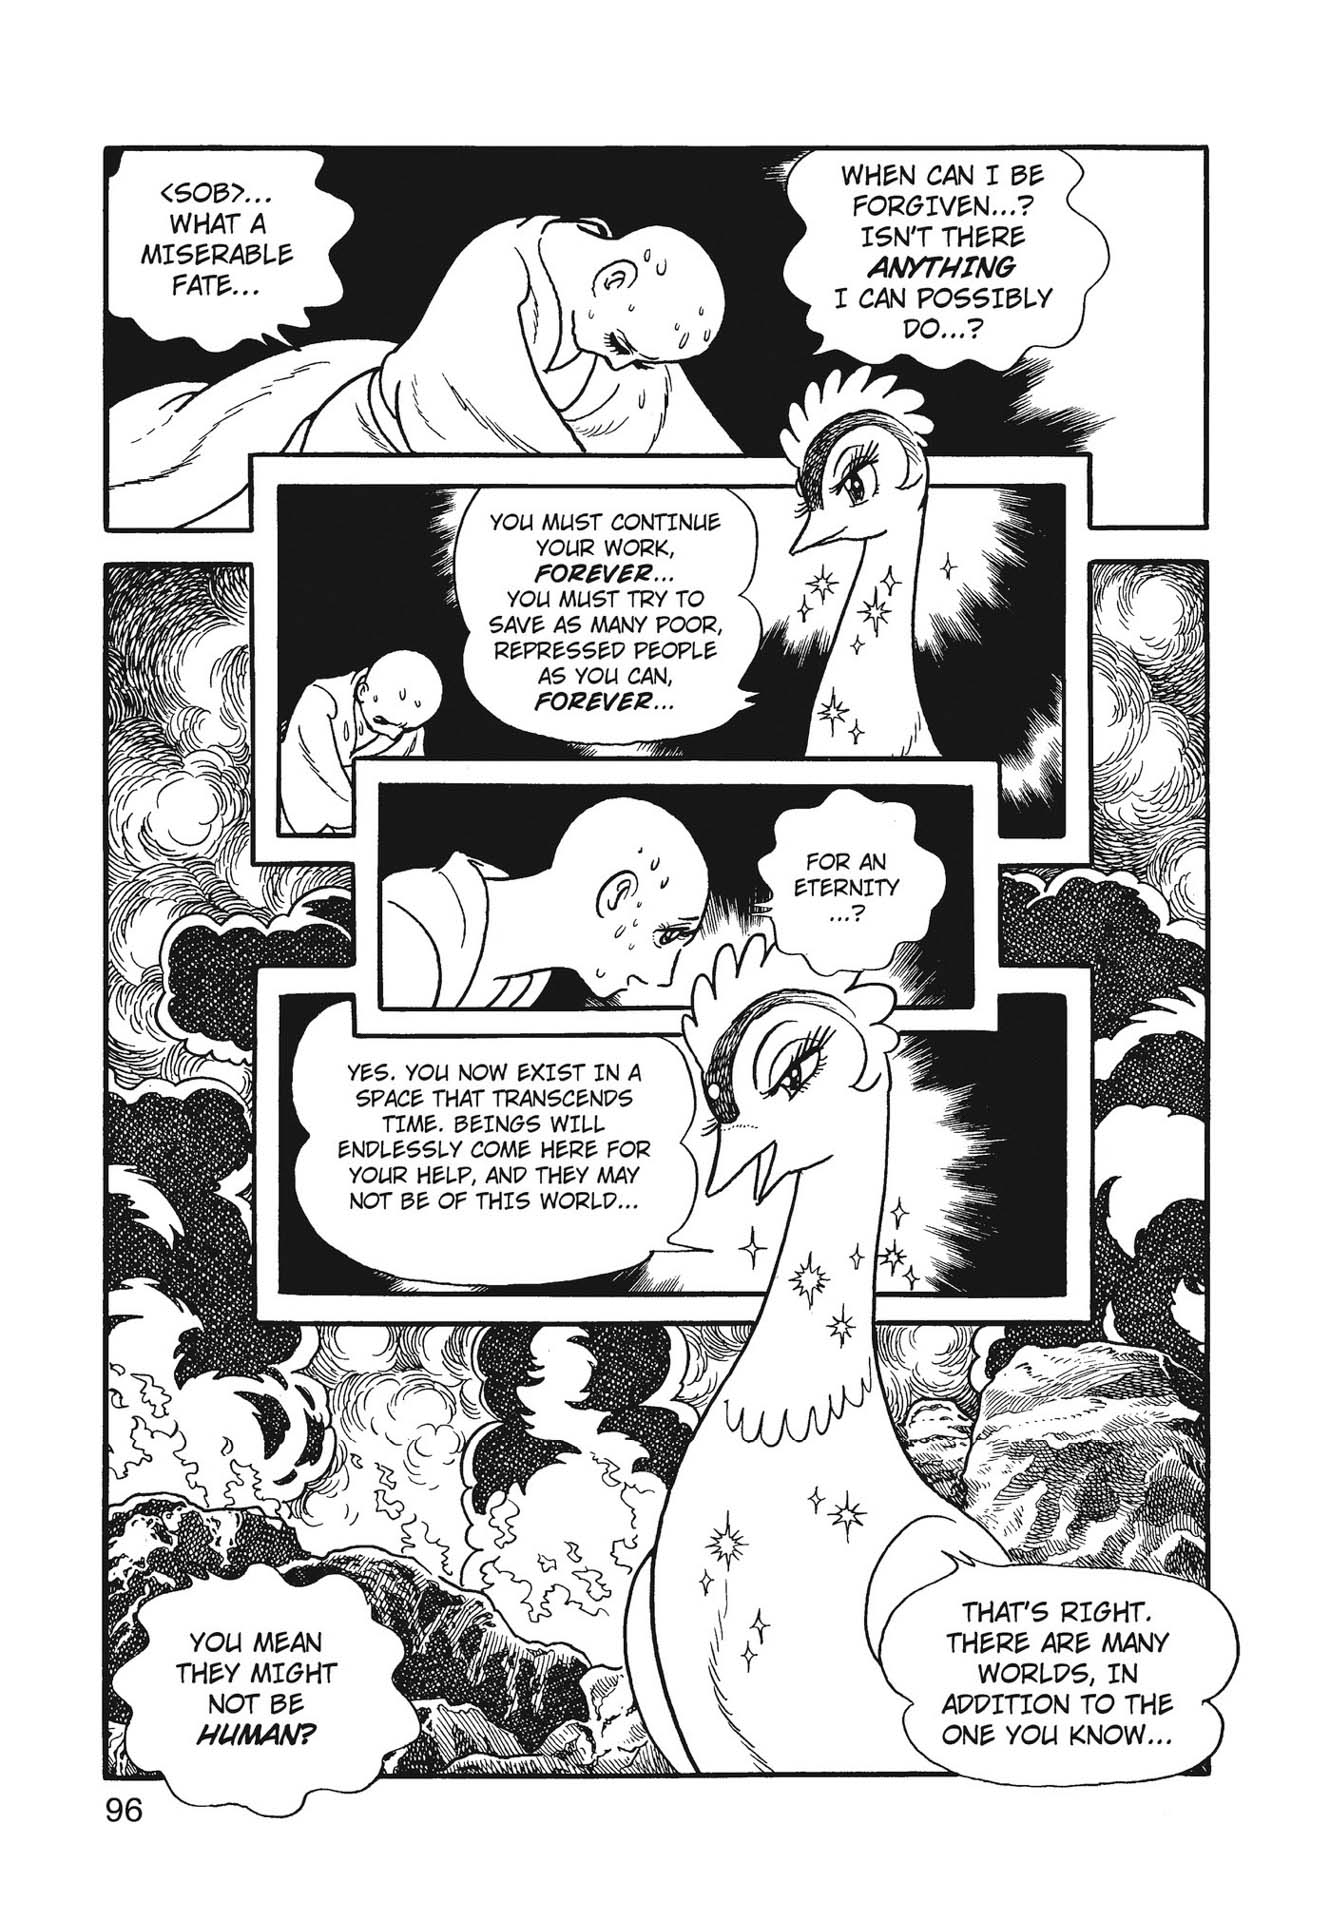 <SOB>...
WHAT A
MISERABLE
FATE...
WHEN CAN I BE
FORGIVEN...?
ISN'T THERE
ANYTHING
I CAN POSSIBLY
DO...?
YOU MUST CONTINUE
YOUR WORK,
FOREVER...
YOU MUST TRY TO
SAVE AS MANY POOR,
REPRESSED PEOPLE
AS YOU CAN,
FOREVER...
FOR AN
ETERNITY
...?
YES. YOU NOW EXIST IN A
SPACE THAT TRANSCENDS
TIME. BEINGS WILL
ENDLESSLY COME HERE FOR
YOUR HELP, AND THEY MAY
NOT BE OF THIS WORLD...
YOU MEAN
THEY MIGHT
NOT BE
HUMAN?
THAT'S RIGHT.
THERE ARE MANY
WORLDS, IN
ADDITION TO THE
ONE YOU KNOW...
96